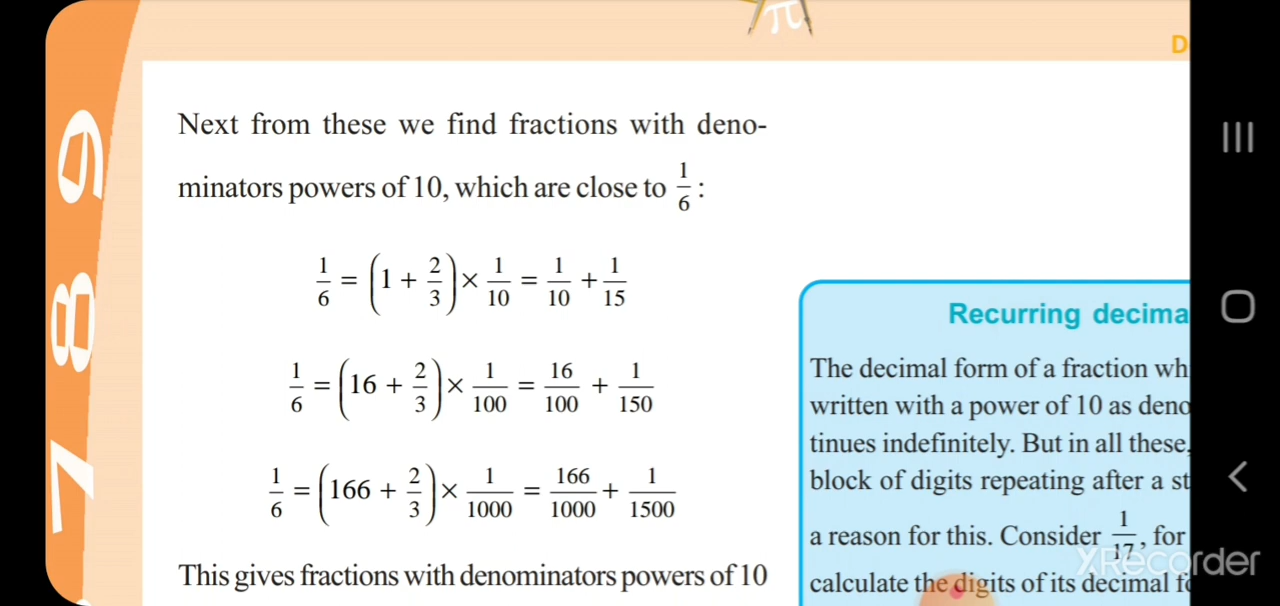 π
D
7 8 9
Next from these we find fractions with deno-
minators powers of 10, which are close to 1/6 :
1/6 = (1 + 2/3) × 1/10 = 1/10 + 1/15
1/6 = (16 + 2/3) × 1/100 = 16/100 + 1/150
1/6 = (166 + 2/3) × 1/1000 = 166/1000 + 1/1500
This gives fractions with denominators powers of 10
Recurring decima
The decimal form of a fraction wh
written with a power of 10 as deno
tinues indefinitely. But in all these,
block of digits repeating after a st
a reason for this. Consider 1/17, for
calculate the digits of its decimal fo
XRecorder